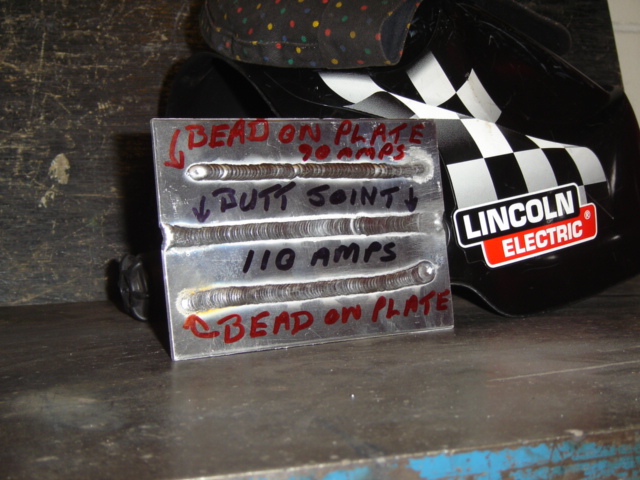 BEAD ON PLATE
90 AMPS
BUTT JOINT
110 AMPS
BEAD ON PLATE
LINCOLN
ELECTRIC®